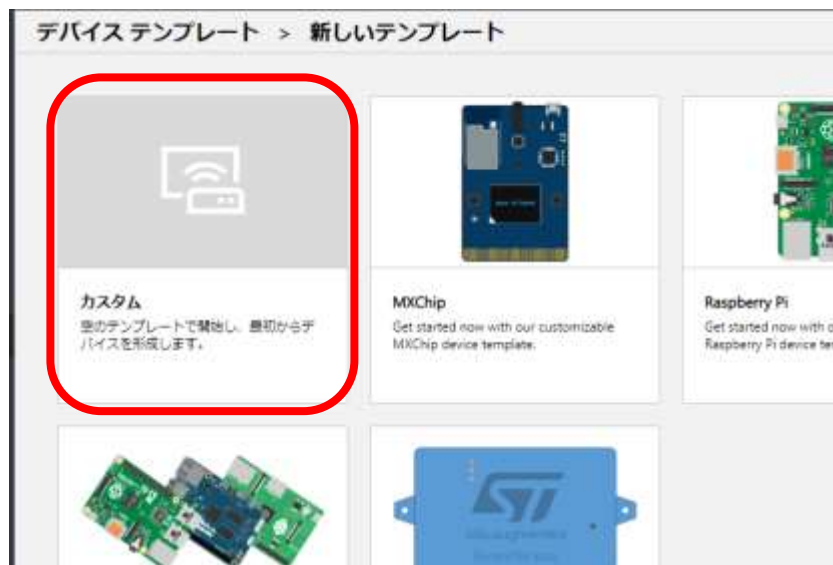 デバイス テンプレート > 新しいテンプレート
カスタム
空のテンプレートで開始し、最初からデ
バイスを形成します。
MXChip
Get started now with our customizable
MXChip device template.
Raspberry Pi
Get started now with
Raspberry Pi device